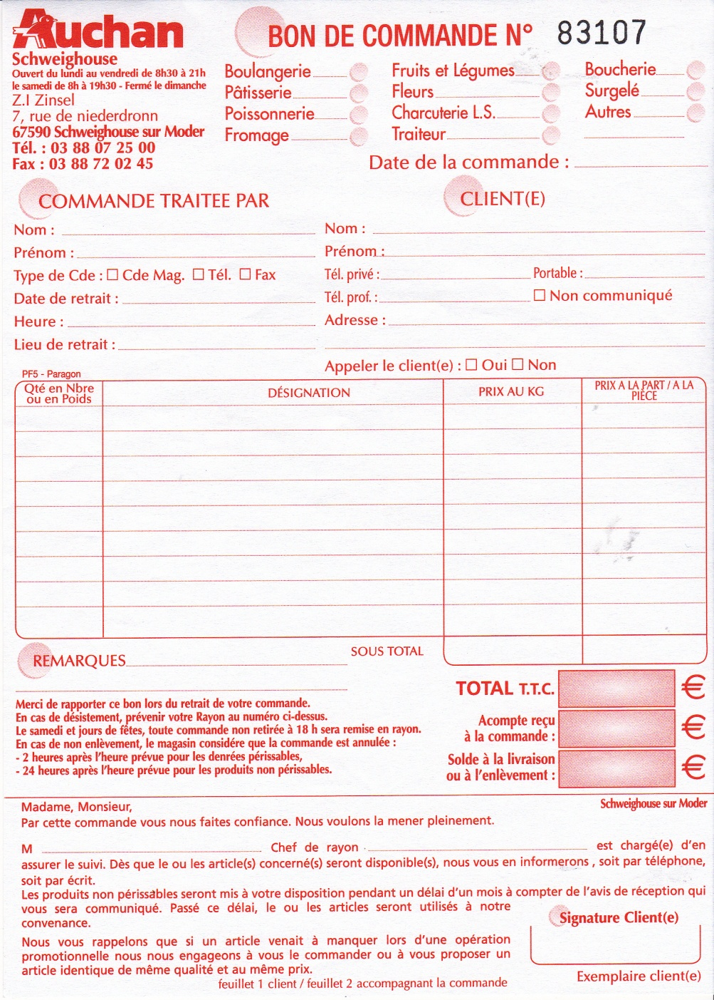 Auchan
BON DE COMMANDE N° 83107
Schweighouse
Ouvert du lundi au vendredi de 8h30 à 21h
le samedi de 8h à 19h30 - Fermé le dimanche
Z.I Zinsel
7, rue de niederdronn
67590 Schweighouse sur Moder
Tél. : 03 88 07 25 00
Fax : 03 88 72 02 45
Boulangerie
Pâtisserie
Poissonnerie
Fromage
Fruits et Légumes
Fleurs
Charcuterie L.S.
Traiteur
Boucherie
Surgelé
Autres
Date de la commande :
COMMANDE TRAITEE PAR
Nom :
Prénom :
Type de Cde : ☐ Cde Mag. ☐ Tél. ☐ Fax
Date de retrait :
Heure :
Lieu de retrait :
CLIENT(E)
Nom :
Prénom :
Tél. privé : Portable :
Tél. prof. : ☐ Non communiqué
Adresse :
Appeler le client(e) : ☐ Oui ☐ Non
PF5 - Paragon
Qté en Nbre
ou en Poids
DÉSIGNATION
PRIX AU KG
PRIX A LA PART / A LA
PIÈCE
SOUS TOTAL
REMARQUES
TOTAL T.T.C. €
Acompte reçu
à la commande : €
Solde à la livraison
ou à l'enlèvement : €
Merci de rapporter ce bon lors du retrait de votre commande.
En cas de désistement, prévenir votre Rayon au numéro ci-dessus.
Le samedi et jours de fêtes, toute commande non retirée à 18 h sera remise en rayon.
En cas de non enlèvement, le magasin considére que la commande est annulée :
- 2 heures après l'heure prévue pour les denrées périssables,
- 24 heures après l'heure prévue pour les produits non périssables.
Schweighouse sur Moder
Madame, Monsieur,
Par cette commande vous nous faites confiance. Nous voulons la mener pleinement.
M Chef de rayon est chargé(e) d'en
assurer le suivi. Dès que le ou les article(s) concerné(s) seront disponible(s), nous vous en informerons , soit par téléphone,
soit par écrit.
Les produits non périssables seront mis à votre disposition pendant un délai d'un mois à compter de l'avis de réception qui
vous sera communiqué. Passé ce délai, le ou les articles seront utilisés à notre
convenance.
Nous vous rappelons que si un article venait à manquer lors d'une opération
promotionnelle nous nous engageons à vous le commander ou à vous proposer un
article identique de même qualité et au même prix.
Signature Client(e)
Exemplaire client(e)
feuillet 1 client / feuillet 2 accompagnant la commande